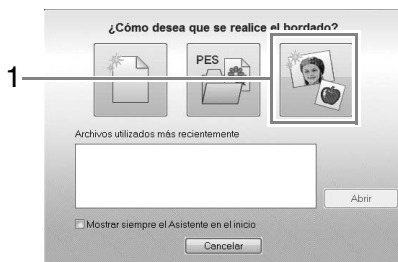 ¿Cómo desea que se realice el bordado?
PES
1
Archivos utilizados más recientemente
Abrir
Mostrar siempre el Asistente en el inicio
Cancelar